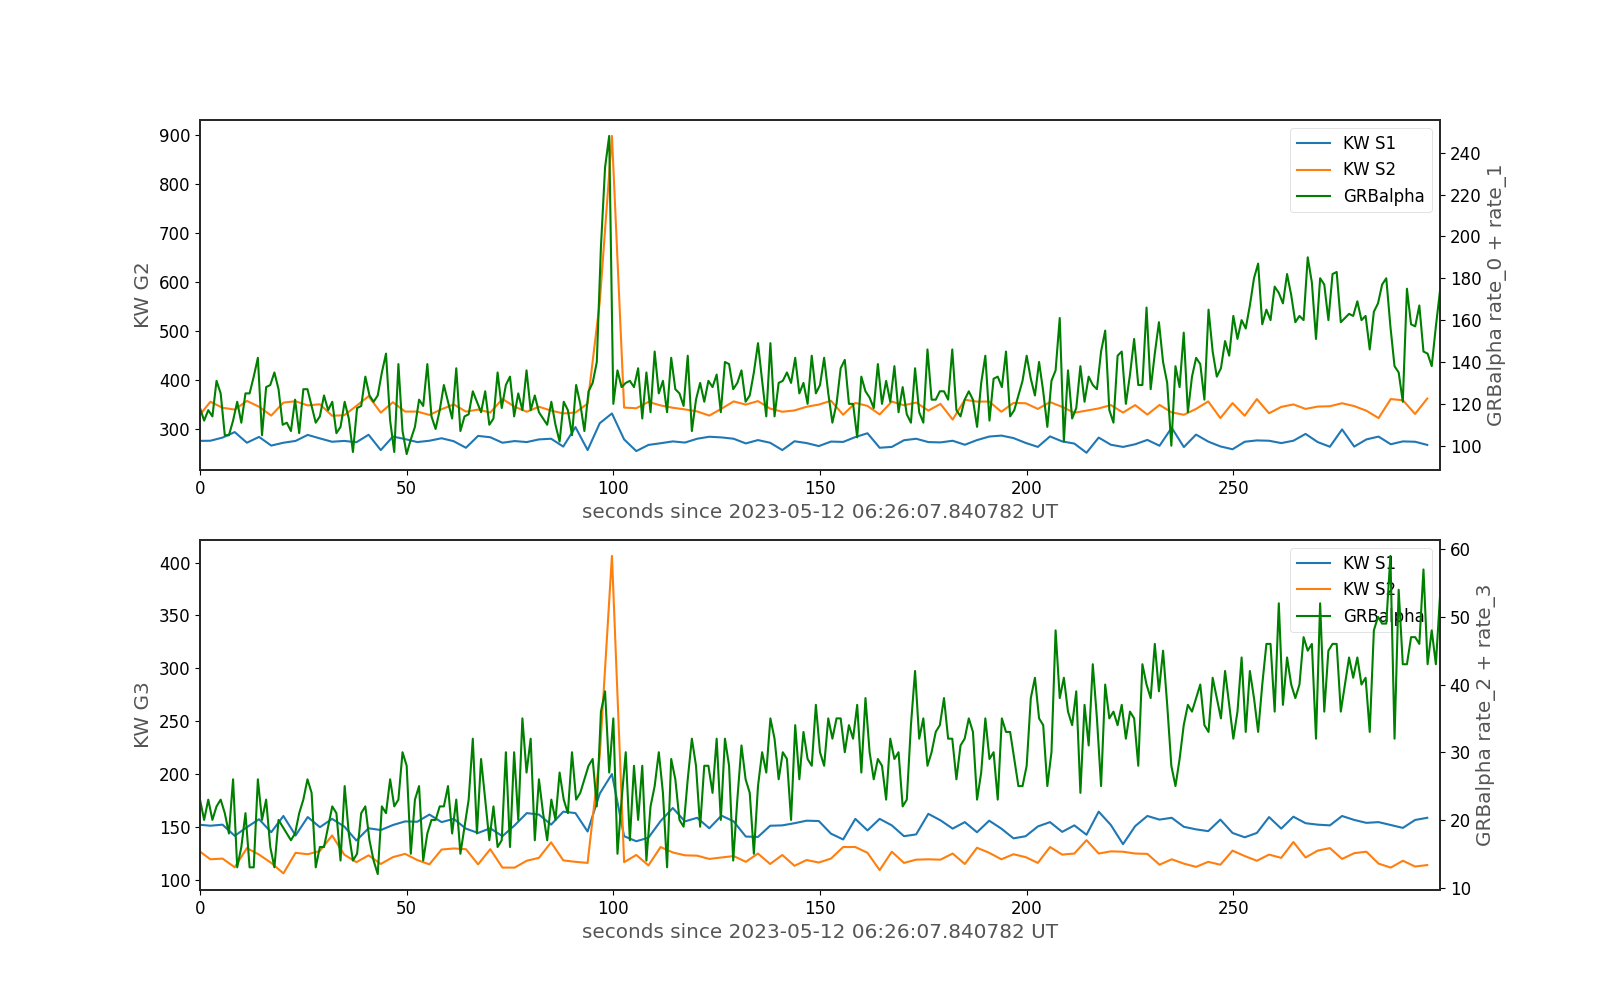 900
800
700
600
500
400
300
KW G2
KW S1
KW S2
GRBalpha
240
220
200
180
160
140
120
100
GRBalpha rate_0 + rate_1
0 50 100 150 200 250
seconds since 2023-05-12 06:26:07.840782 UT
400
350
300
250
200
150
100
KW G3
KW S1
KW S2
GRBalpha
60
50
40
30
20
10
GRBalpha rate_2 + rate_3
0 50 100 150 200 250
seconds since 2023-05-12 06:26:07.840782 UT